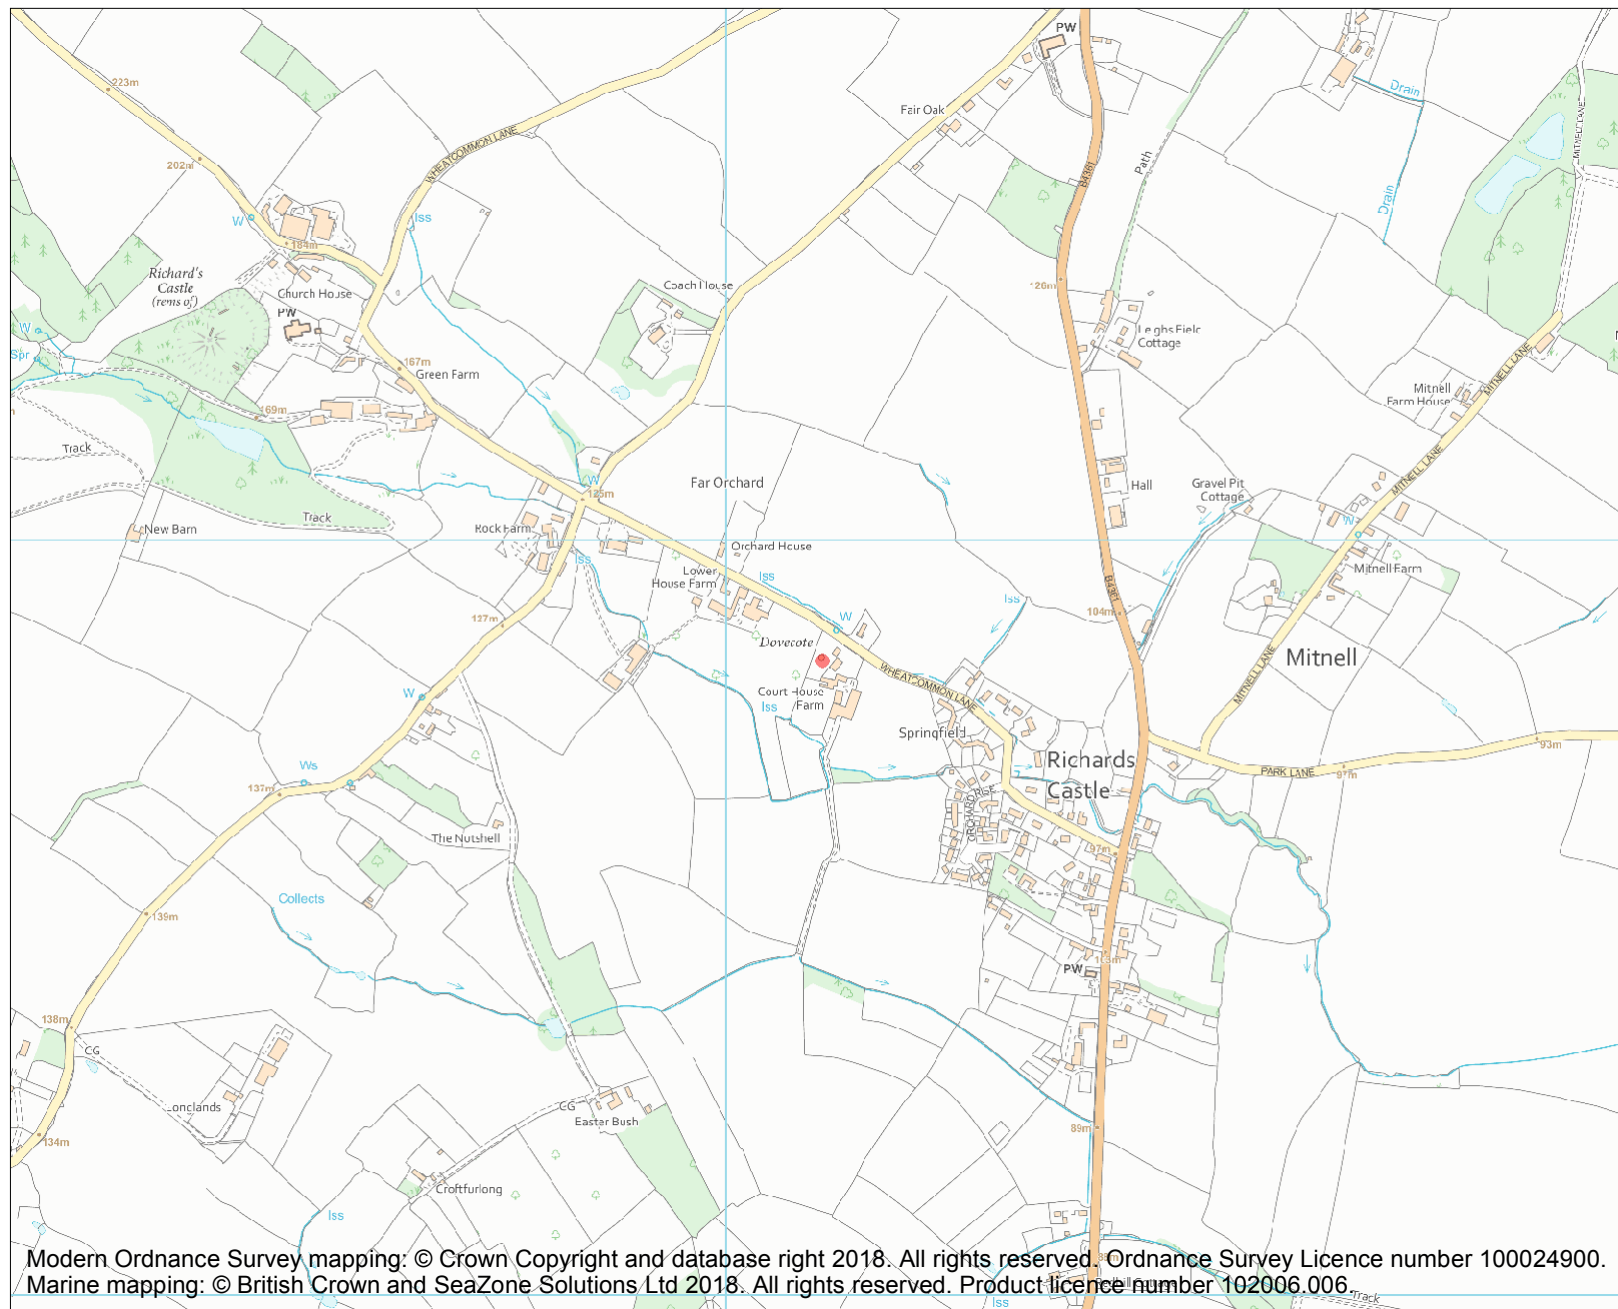 PW
223m
Drain
Fair Oak
WHEATCOMMON LANE
MITNELL LANE
202m
Path
B4361
Drain
W
Iss
184m
Richard's
Castle
(rems of)
Church House
Coach House
126m
PW
W
Spr
Leighs Field
Cottage
167m
Green Farm
MITNELL LANE
Mitnell
Farm House
169m
Track
W
Far Orchard
MITNELL LANE
Hall
Gravel Pit
Cottage
125m
Track
New Barn
Rock Farm
W
Orchard House
Iss
Lower
House Farm
Iss
Mitnell Farm
B4361
127m
W
Iss
104m
Dovecote
Mitnell
WHEATCOMMON LANE
MITNELL LANE
W
Court House
Farm
Iss
Springfield
93m
Richards
Castle
Ws
PARK LANE
97m
137m
ORCHARD RISE
The Nutshell
97m
Collects
139m
PW
103m
138m
CG
CG
Easter Bush
89m
134m
Croftfurlong
Iss
Modern Ordnance Survey mapping: © Crown Copyright and database right 2018. All rights reserved. Ordnance Survey Licence number 100024900.
Marine mapping: © British Crown and SeaZone Solutions Ltd 2018. All rights reserved. Product licence number 102006.006.
Track
Iss